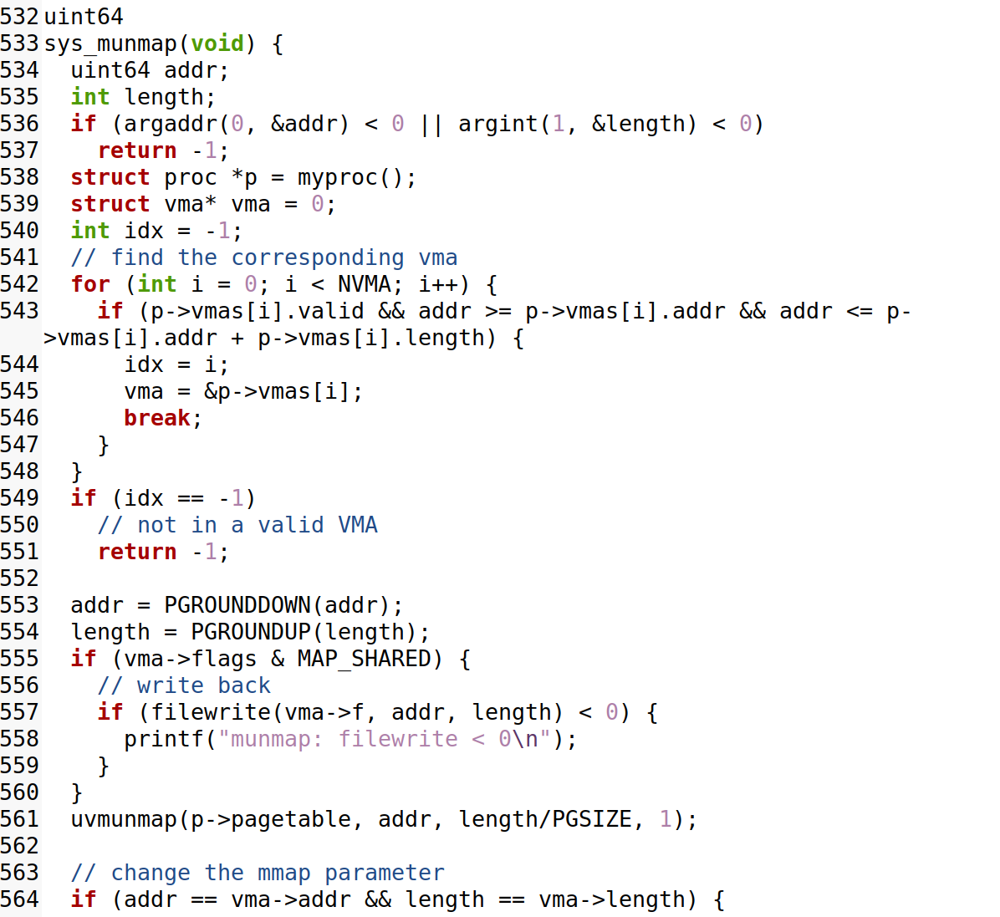 532 uint64
533 sys_munmap(void) {
534   uint64 addr;
535   int length;
536   if (argaddr(0, &addr) < 0 || argint(1, &length) < 0)
537     return -1;
538   struct proc *p = myproc();
539   struct vma* vma = 0;
540   int idx = -1;
541   // find the corresponding vma
542   for (int i = 0; i < NVMA; i++) {
543     if (p->vmas[i].valid && addr >= p->vmas[i].addr && addr <= p-
>vmas[i].addr + p->vmas[i].length) {
544       idx = i;
545       vma = &p->vmas[i];
546       break;
547     }
548   }
549   if (idx == -1)
550     // not in a valid VMA
551     return -1;
552
553   addr = PGROUNDDOWN(addr);
554   length = PGROUNDUP(length);
555   if (vma->flags & MAP_SHARED) {
556     // write back
557     if (filewrite(vma->f, addr, length) < 0) {
558       printf("munmap: filewrite < 0\n");
559     }
560   }
561   uvmunmap(p->pagetable, addr, length/PGSIZE, 1);
562
563   // change the mmap parameter
564   if (addr == vma->addr && length == vma->length) {